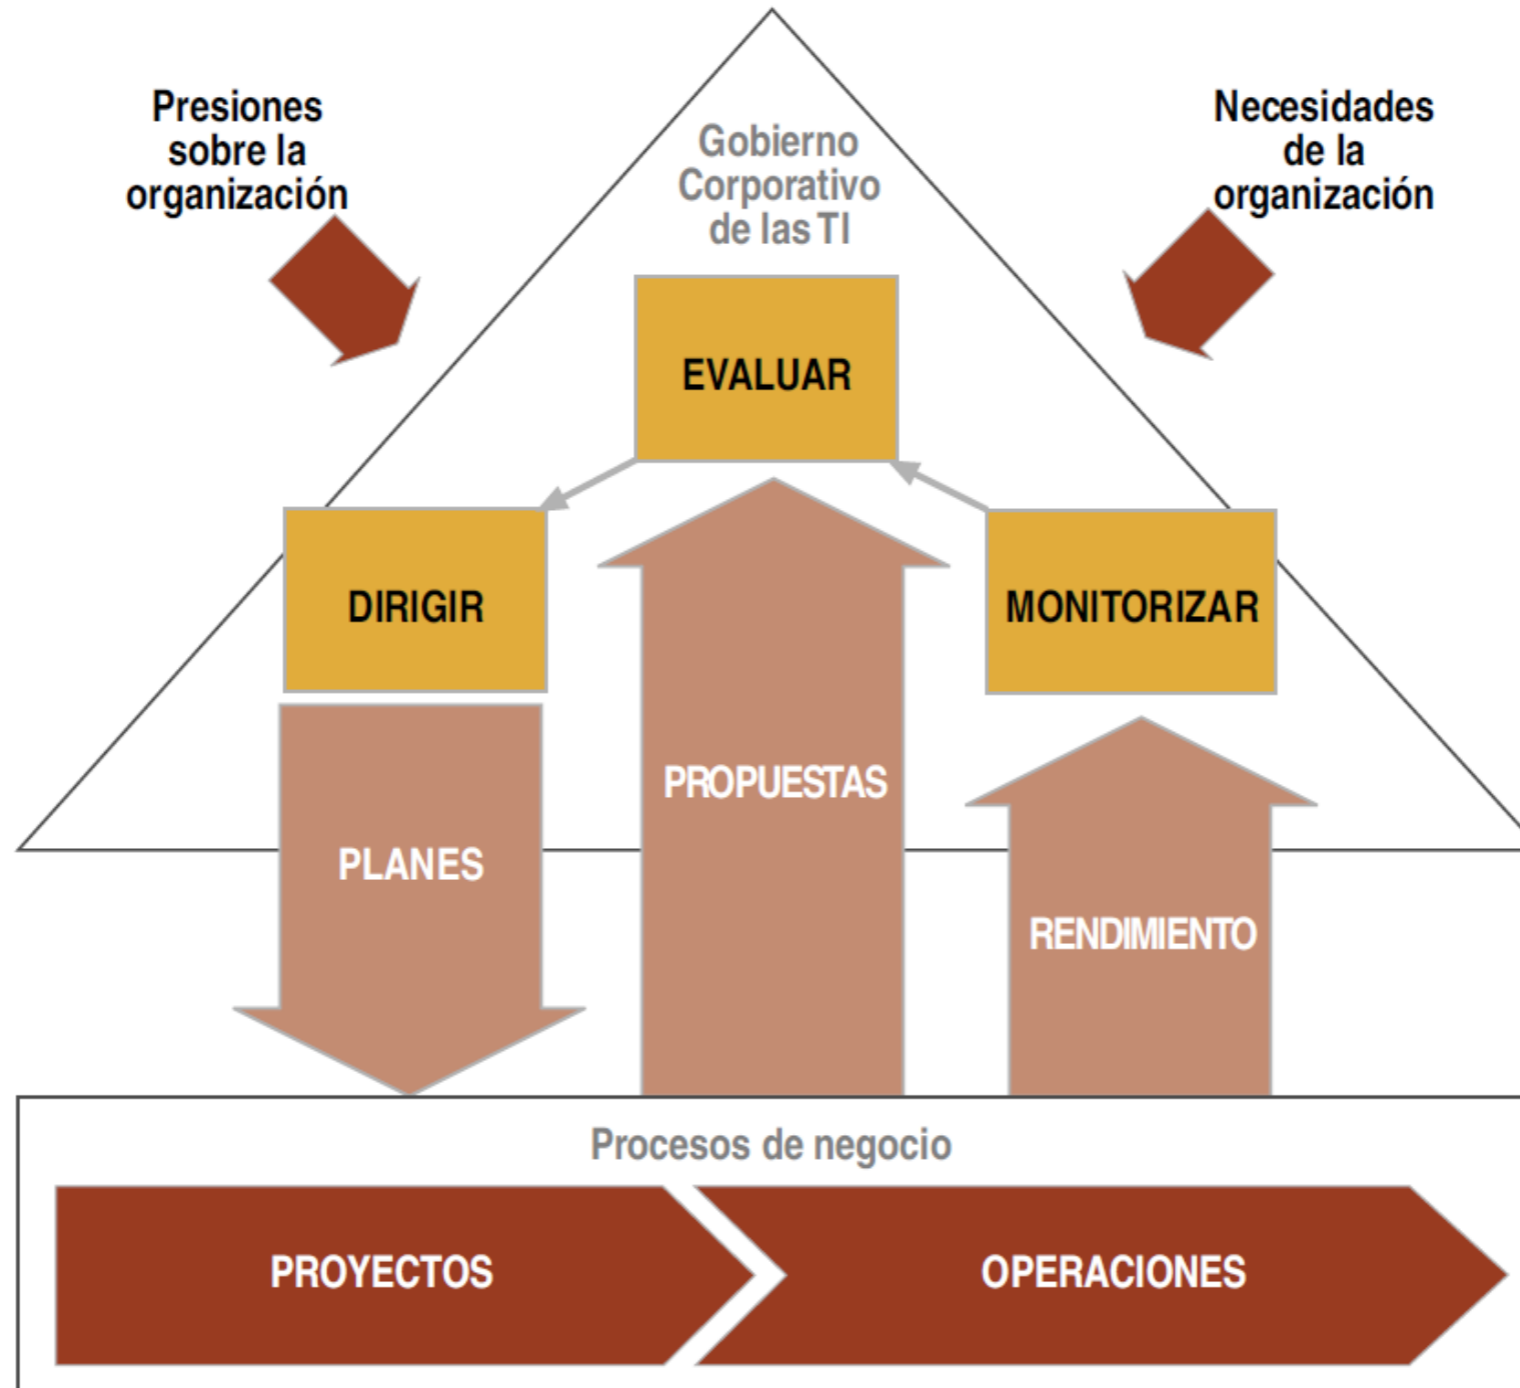 Presiones
sobre la
organización
Gobierno
Corporativo
de las TI
Necesidades
de la
organización
EVALUAR
DIRIGIR
MONITORIZAR
PROPUESTAS
PLANES
RENDIMIENTO
Procesos de negocio
PROYECTOS
OPERACIONES